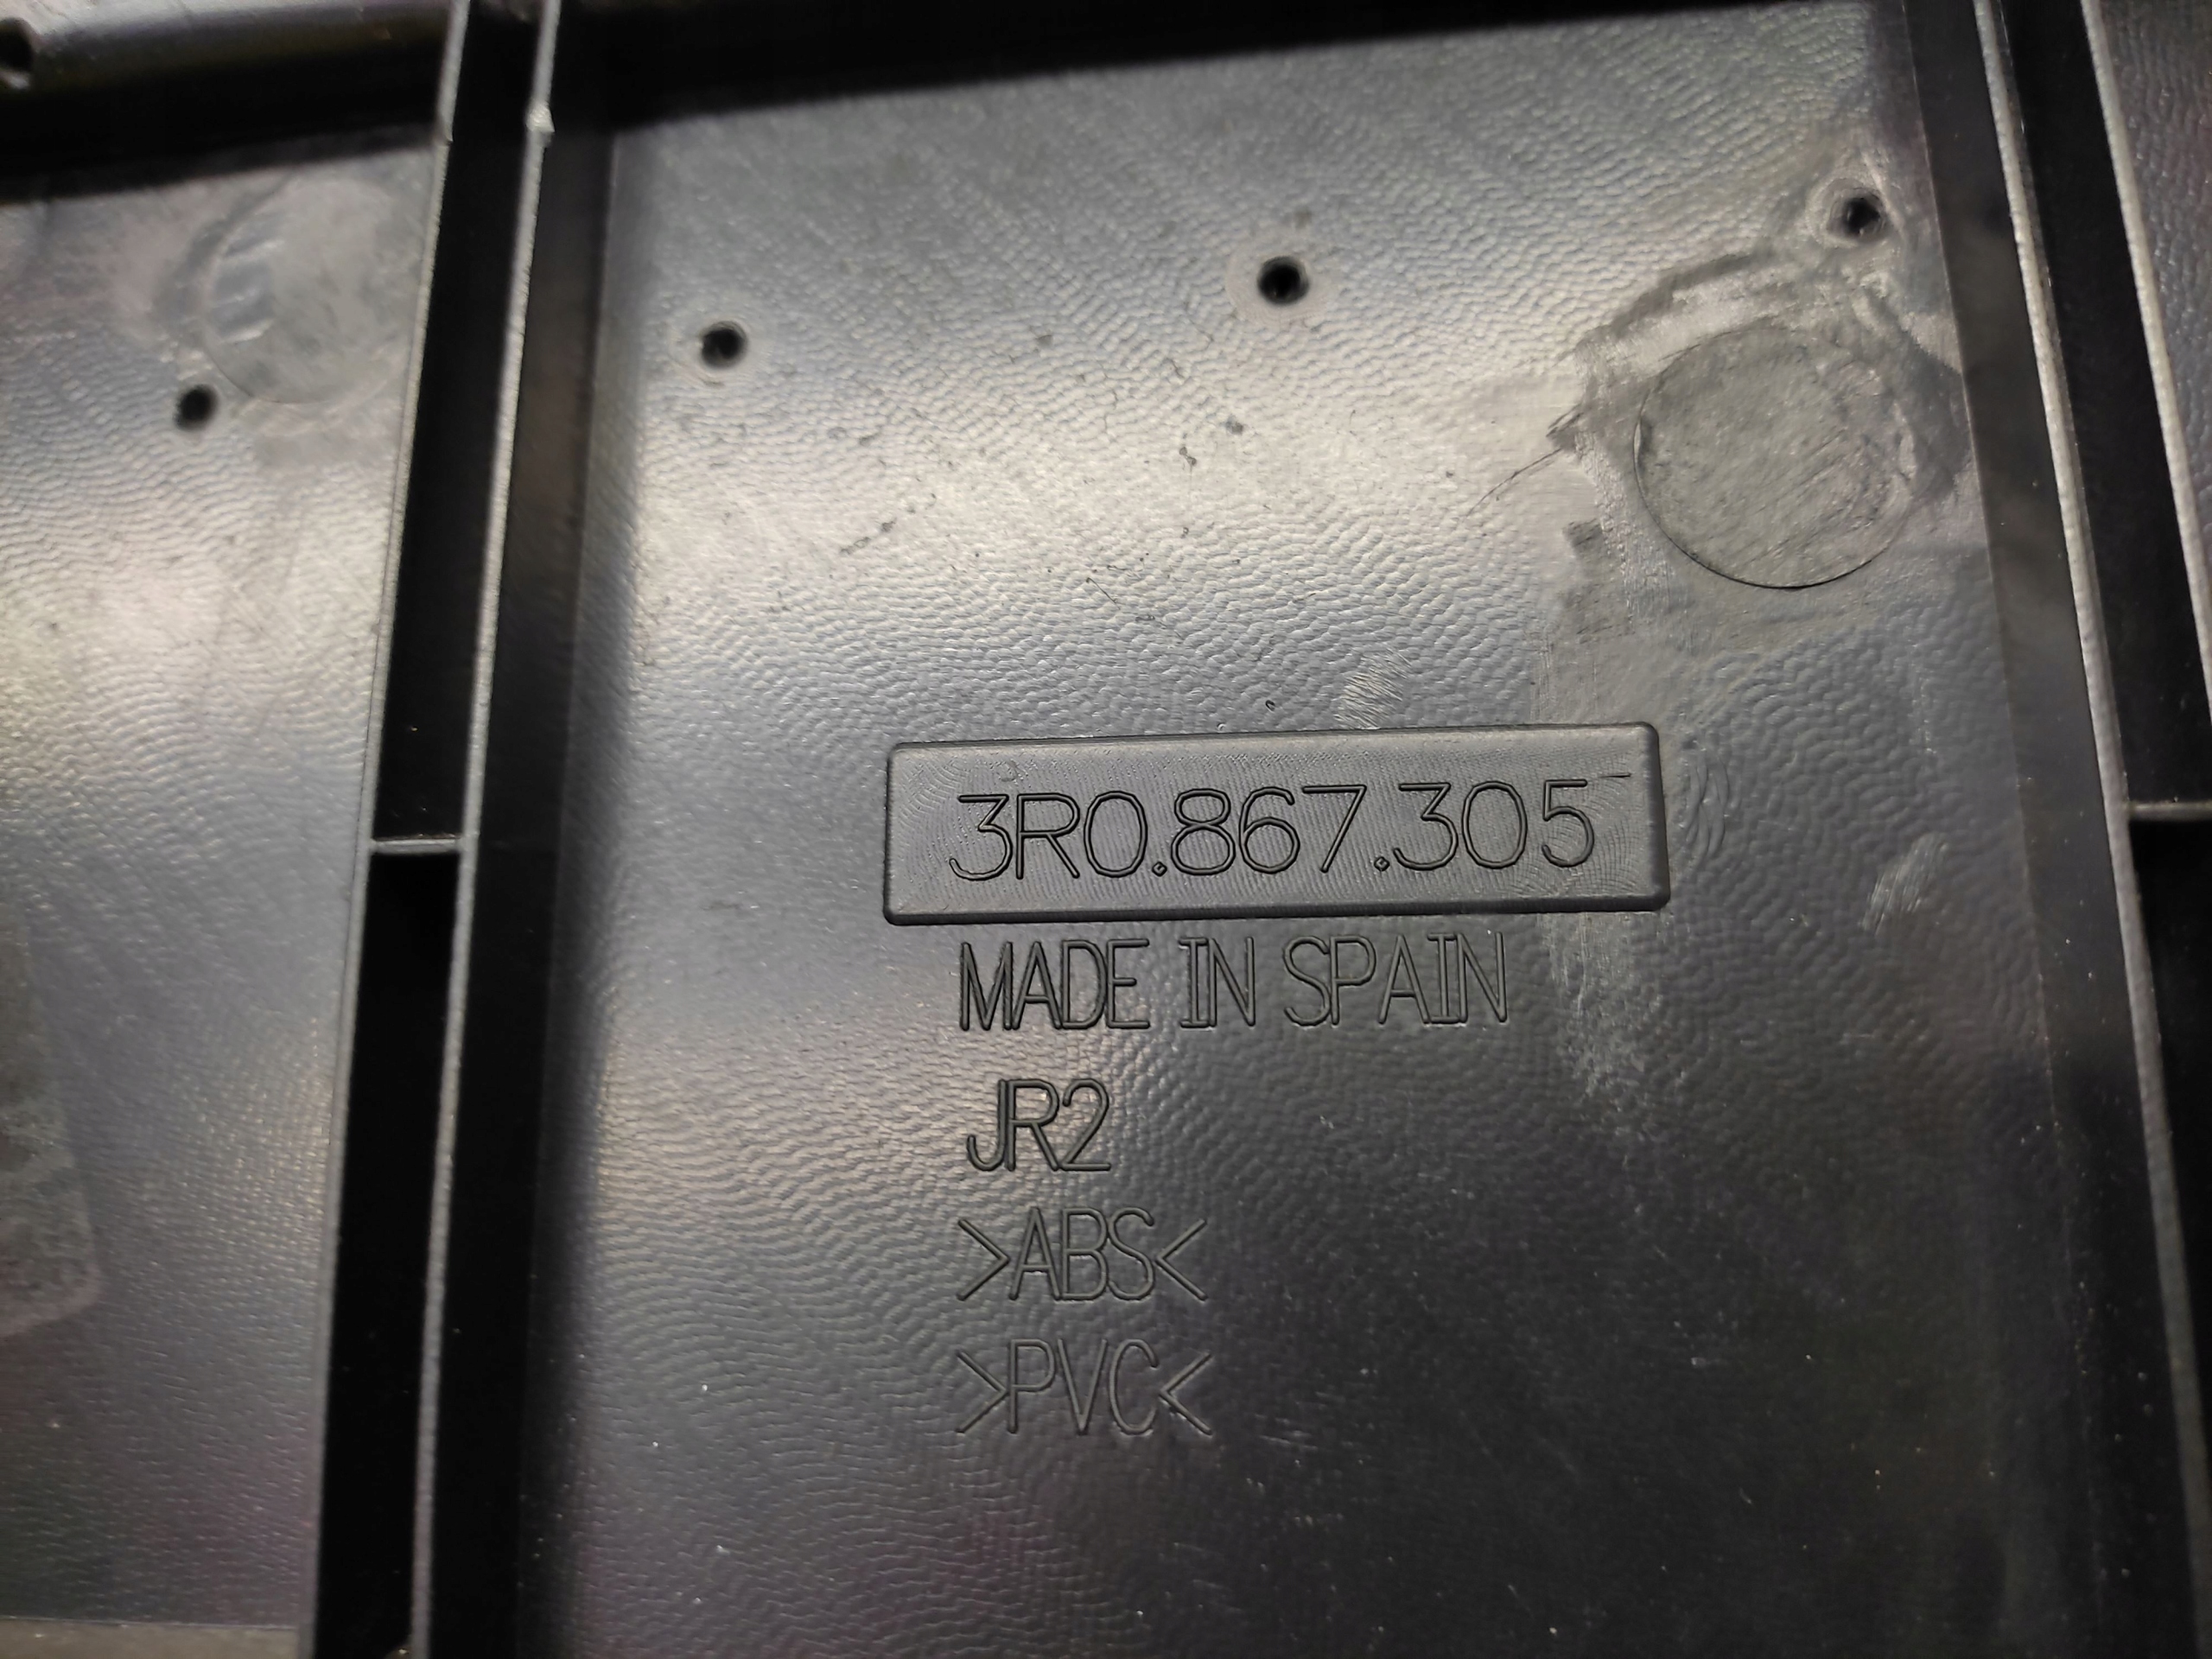 3R0.867.305
MADE IN SPAIN
JR2
>ABS<
>PVC<